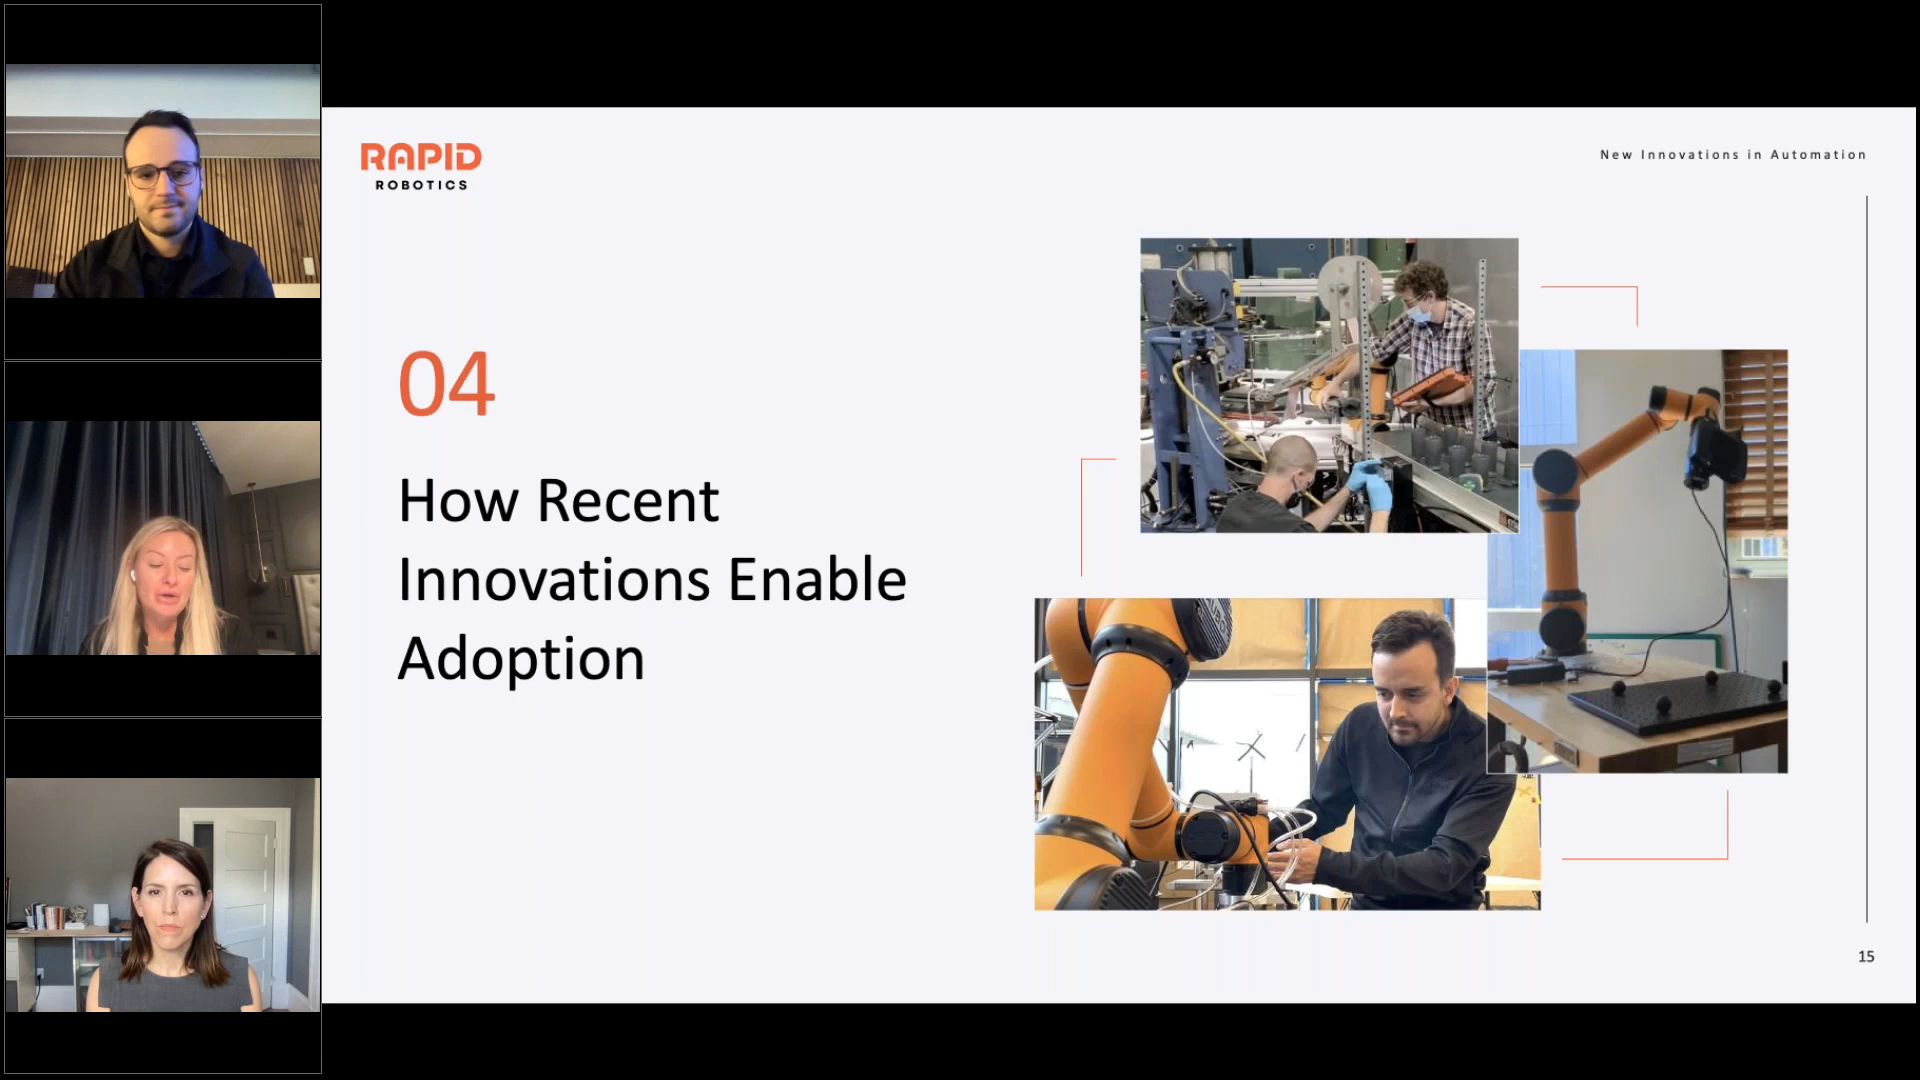 RAPID
ROBOTICS
New Innovations in Automation
04
How Recent
Innovations Enable
Adoption
15